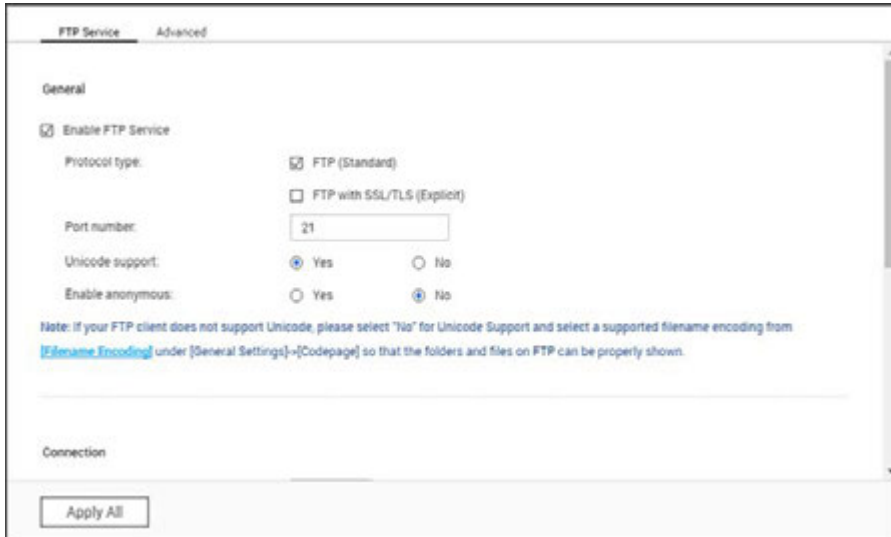 FTP Service Advanced
General
Enable FTP Service
Protocol type: FTP (Standard)
FTP with SSL/TLS (Explicit)
Port number: 21
Unicode support: Yes No
Enable anonymous: Yes No
Note: If your FTP client does not support Unicode, please select "No" for Unicode Support and select a supported filename encoding from
[Filename Encoding] under [General Settings]->[Codepage] so that the folders and files on FTP can be properly shown.
Connection
Apply All